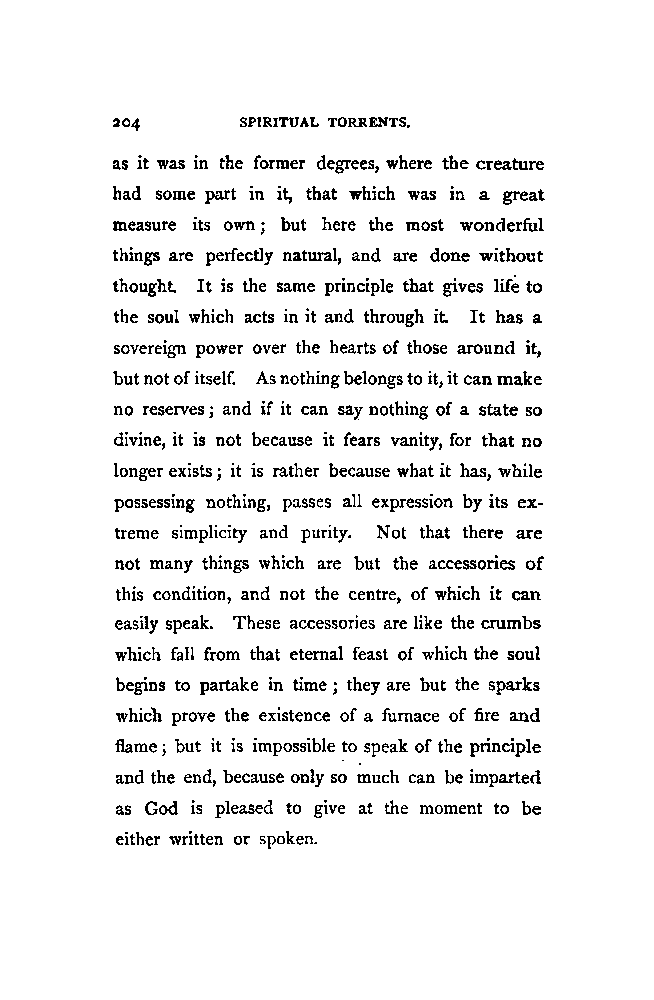 204 SPIRITUAL TORRENTS.
as it was in the former degrees, where the creature
had some part in it, that which was in a great
measure its own; but here the most wonderful
things are perfectly natural, and are done without
thought. It is the same principle that gives life to
the soul which acts in it and through it. It has a
sovereign power over the hearts of those around it,
but not of itself. As nothing belongs to it, it can make
no reserves; and if it can say nothing of a state so
divine, it is not because it fears vanity, for that no
longer exists; it is rather because what it has, while
possessing nothing, passes all expression by its ex-
treme simplicity and purity. Not that there are
not many things which are but the accessories of
this condition, and not the centre, of which it can
easily speak. These accessories are like the crumbs
which fall from that eternal feast of which the soul
begins to partake in time; they are but the sparks
which prove the existence of a furnace of fire and
flame; but it is impossible to speak of the principle
and the end, because only so much can be imparted
as God is pleased to give at the moment to be
either written or spoken.